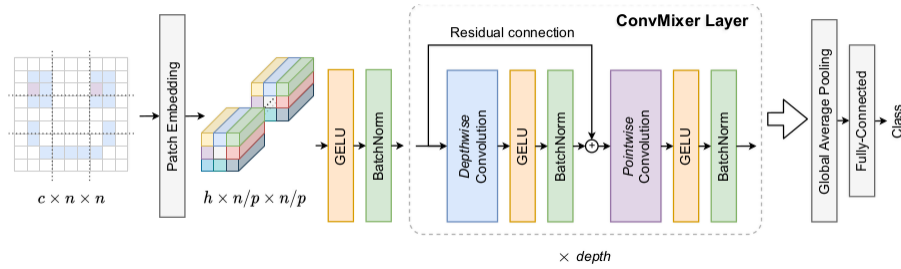 ConvMixer Layer
Residual connection
Patch Embedding
GELU
BatchNorm
Depthwise
Convolution
GELU
BatchNorm
+
Pointwise
Convolution
GELU
BatchNorm
Global Average Pooling
Fully-Connected
Class
c × n × n
h × n/p × n/p
× depth